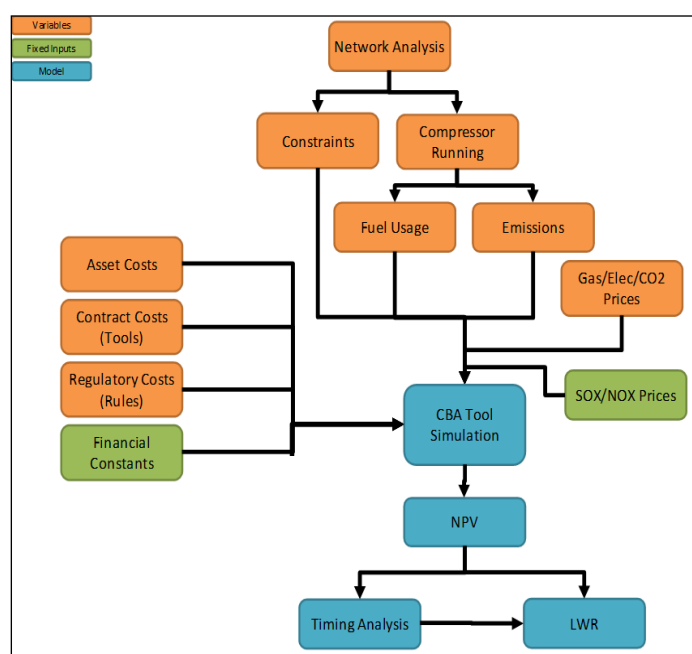 Variables
Fixed Inputs
Model
Network Analysis
Constraints
Compressor
Running
Fuel Usage
Emissions
Asset Costs
Gas/Elec/CO2
Prices
Contract Costs
(Tools)
Regulatory Costs
(Rules)
SOX/NOX Prices
CBA Tool
Simulation
Financial
Constants
NPV
Timing Analysis
LWR